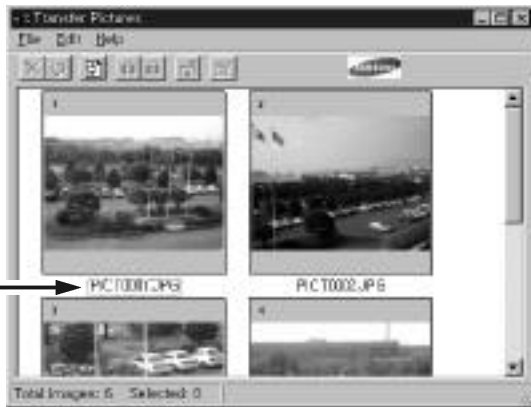 Transfer Pictures
File Edit Help
SAMSUNG
1
2
PICT0001.JPG
PICT0002.JPG
3
4
Total Images: 6 Selected: 0